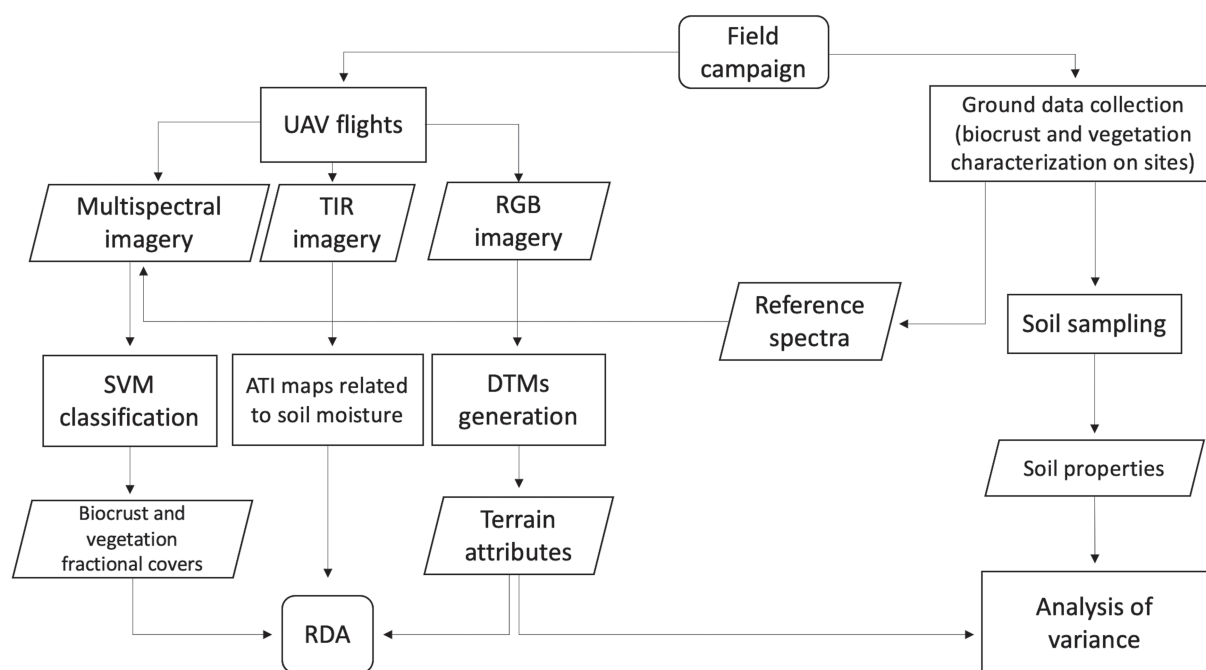 Field
campaign
UAV flights
Ground data collection
(biocrust and vegetation
characterization on sites)
Multispectral
imagery
TIR
imagery
RGB
imagery
Reference
spectra
Soil sampling
SVM
classification
ATI maps related
to soil moisture
DTMs
generation
Soil properties
Biocrust and
vegetation
fractional covers
Terrain
attributes
RDA
Analysis of
variance